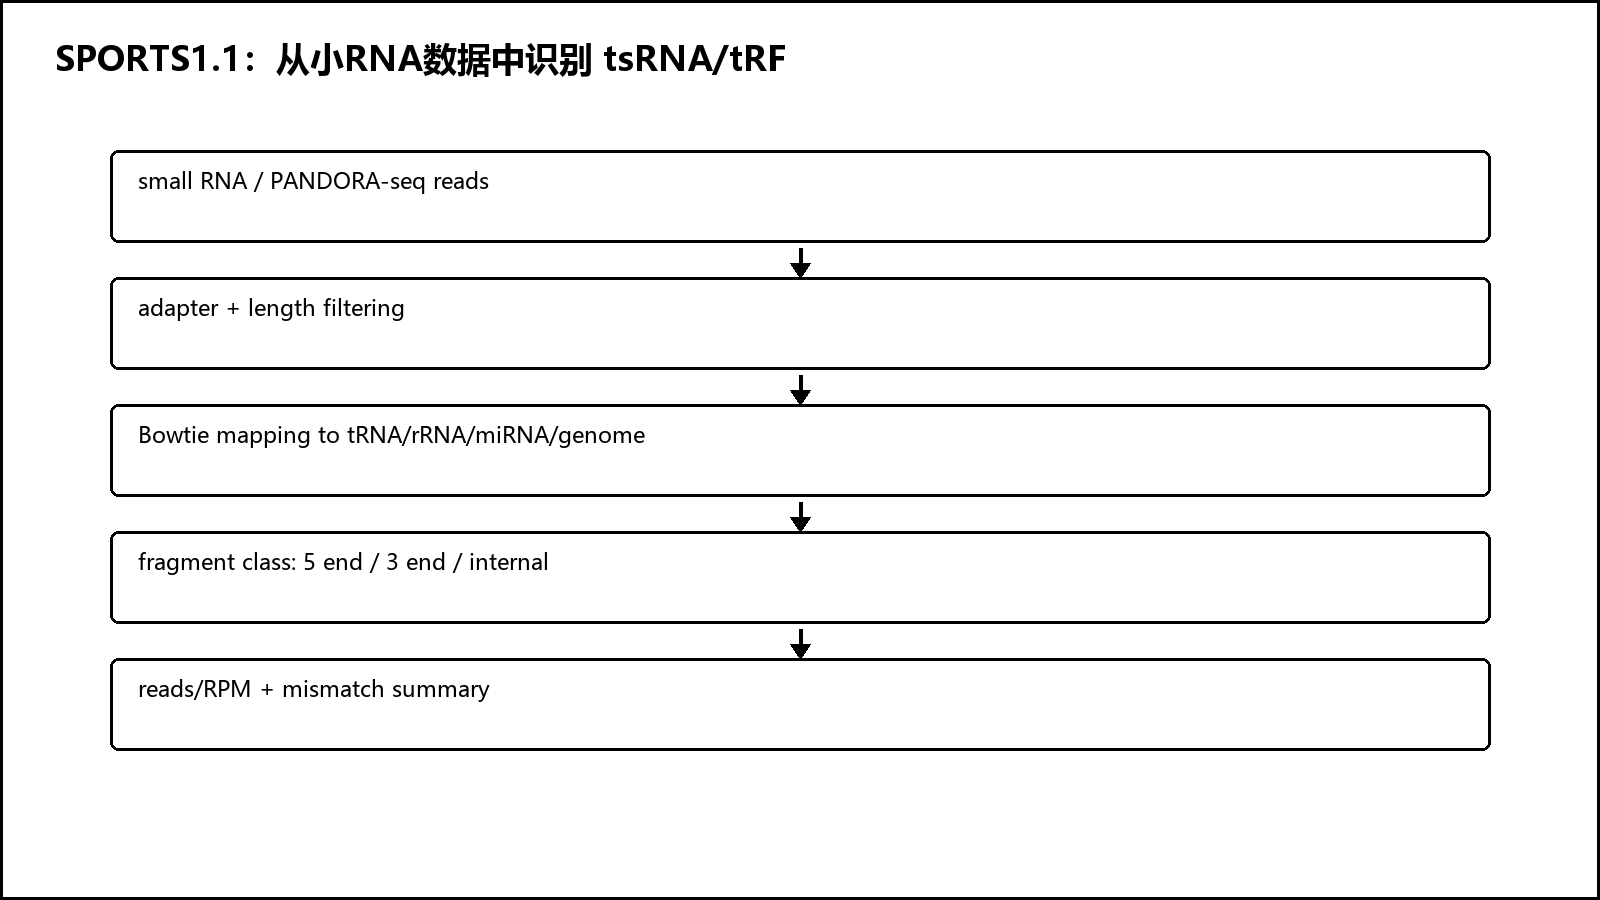 SPORTS1.1：从小RNA数据中识别 tsRNA/tRF
small RNA / PANDORA-seq reads
adapter + length filtering
Bowtie mapping to tRNA/rRNA/miRNA/genome
fragment class: 5 end / 3 end / internal
reads/RPM + mismatch summary